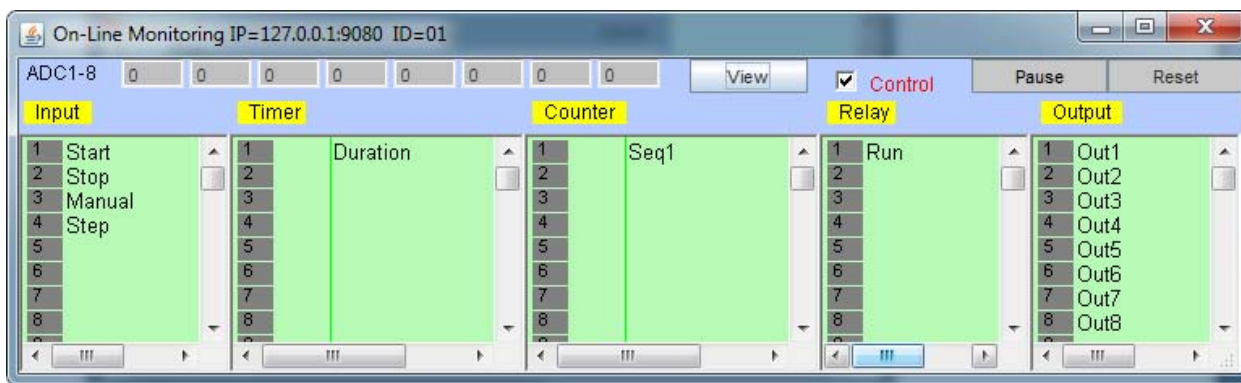 On-Line Monitoring IP=127.0.0.1:9080 ID=01
ADC1-8 0 0 0 0 0 0 0 0 View Control Pause Reset
Input Timer Counter Relay Output
1 Start 1 Duration 1 Seq1 1 Run 1 Out1
2 Stop 2 2 2 2 Out2
3 Manual 3 3 3 3 Out3
4 Step 4 4 4 4 Out4
5 5 5 5 5 Out5
6 6 6 6 6 Out6
7 7 7 7 7 Out7
8 8 8 8 8 Out8